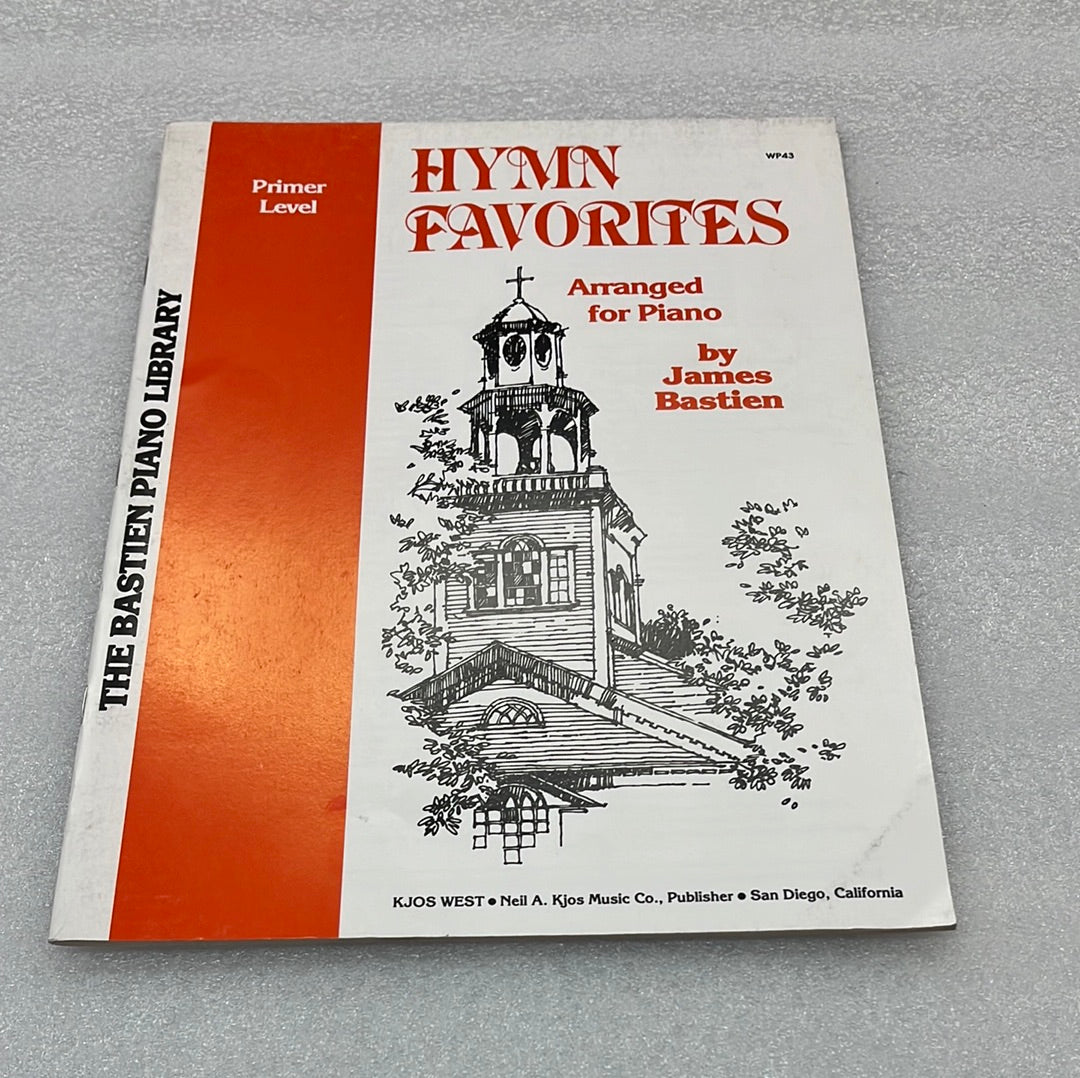 WP43
Primer
Level
HYMN
FAVORITES
Arranged
for Piano
by
James
Bastien
THE BASTIEN PIANO LIBRARY
KJOS WEST ● Neil A. Kjos Music Co., Publisher ● San Diego, California